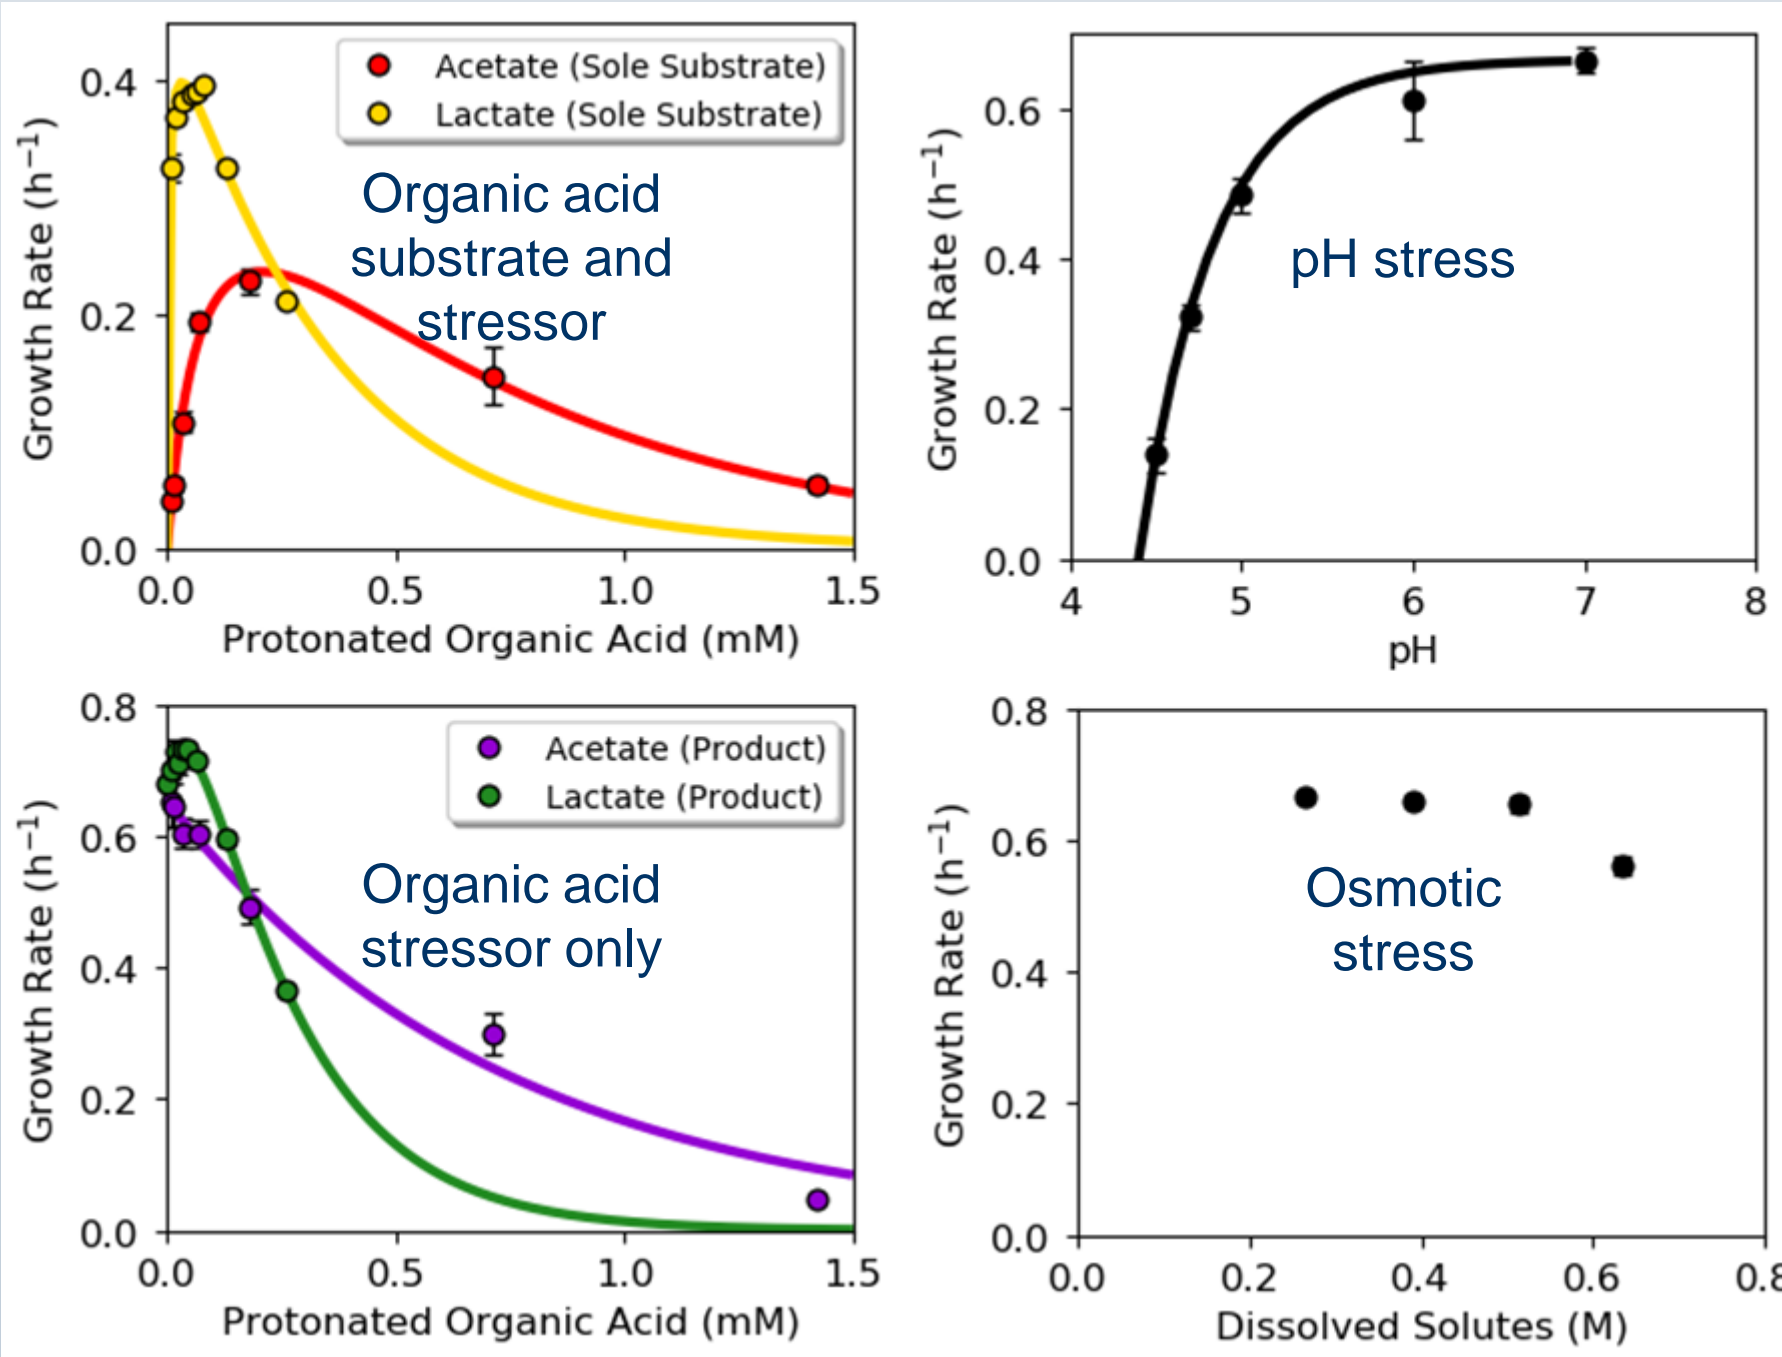 0.4
0.2
0.0
Growth Rate (h⁻¹)
Acetate (Sole Substrate)
Lactate (Sole Substrate)
Organic acid
substrate and
stressor
0.0 0.5 1.0 1.5
Protonated Organic Acid (mM)
0.6
0.4
0.2
0.0
Growth Rate (h⁻¹)
pH stress
4 5 6 7 8
pH
0.8
0.6
0.4
0.2
0.0
Growth Rate (h⁻¹)
Acetate (Product)
Lactate (Product)
Organic acid
stressor only
0.0 0.5 1.0 1.5
Protonated Organic Acid (mM)
0.8
0.6
0.4
0.2
0.0
Growth Rate (h⁻¹)
Osmotic
stress
0.0 0.2 0.4 0.6 0.8
Dissolved Solutes (M)